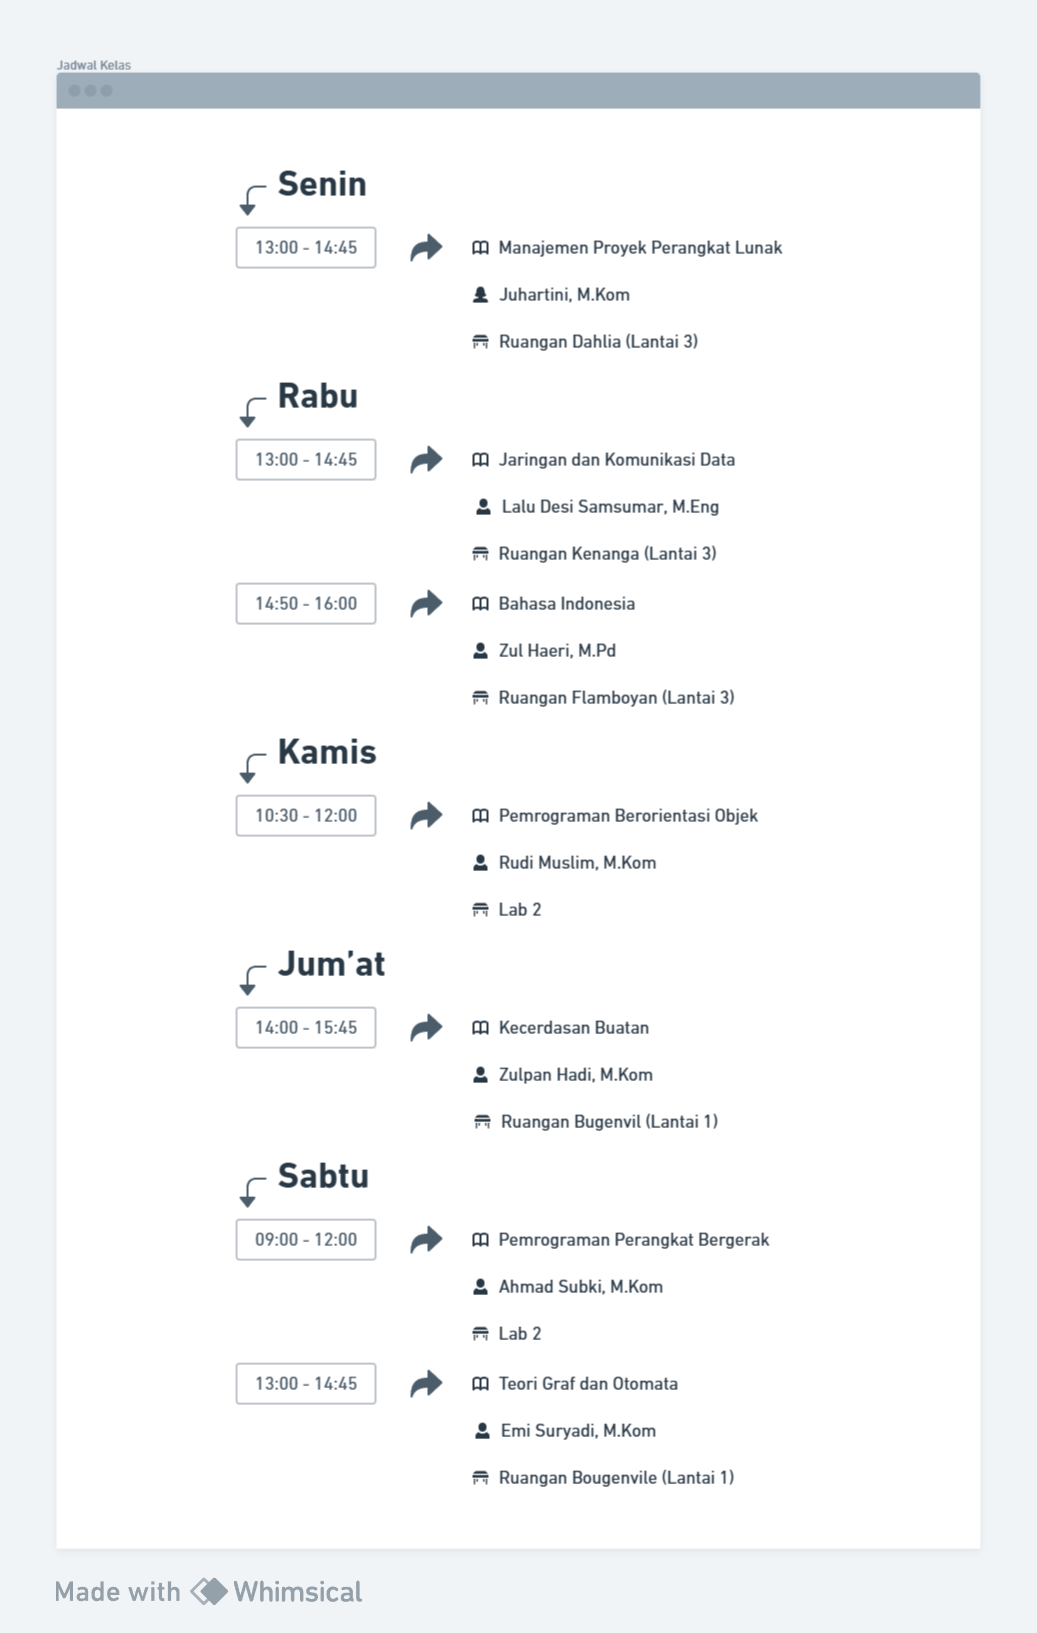 Jadwal Kelas
Senin
13:00 - 14:45
Manajemen Proyek Perangkat Lunak
Juhartini, M.Kom
Ruangan Dahlia (Lantai 3)
Rabu
13:00 - 14:45
Jaringan dan Komunikasi Data
Lalu Desi Samsumar, M.Eng
Ruangan Kenanga (Lantai 3)
14:50 - 16:00
Bahasa Indonesia
Zul Haeri, M.Pd
Ruangan Flamboyan (Lantai 3)
Kamis
10:30 - 12:00
Pemrograman Berorientasi Objek
Rudi Muslim, M.Kom
Lab 2
Jum’at
14:00 - 15:45
Kecerdasan Buatan
Zulpan Hadi, M.Kom
Ruangan Bugenvil (Lantai 1)
Sabtu
09:00 - 12:00
Pemrograman Perangkat Bergerak
Ahmad Subki, M.Kom
Lab 2
13:00 - 14:45
Teori Graf dan Otomata
Emi Suryadi, M.Kom
Ruangan Bougenvile (Lantai 1)
Made with Whimsical